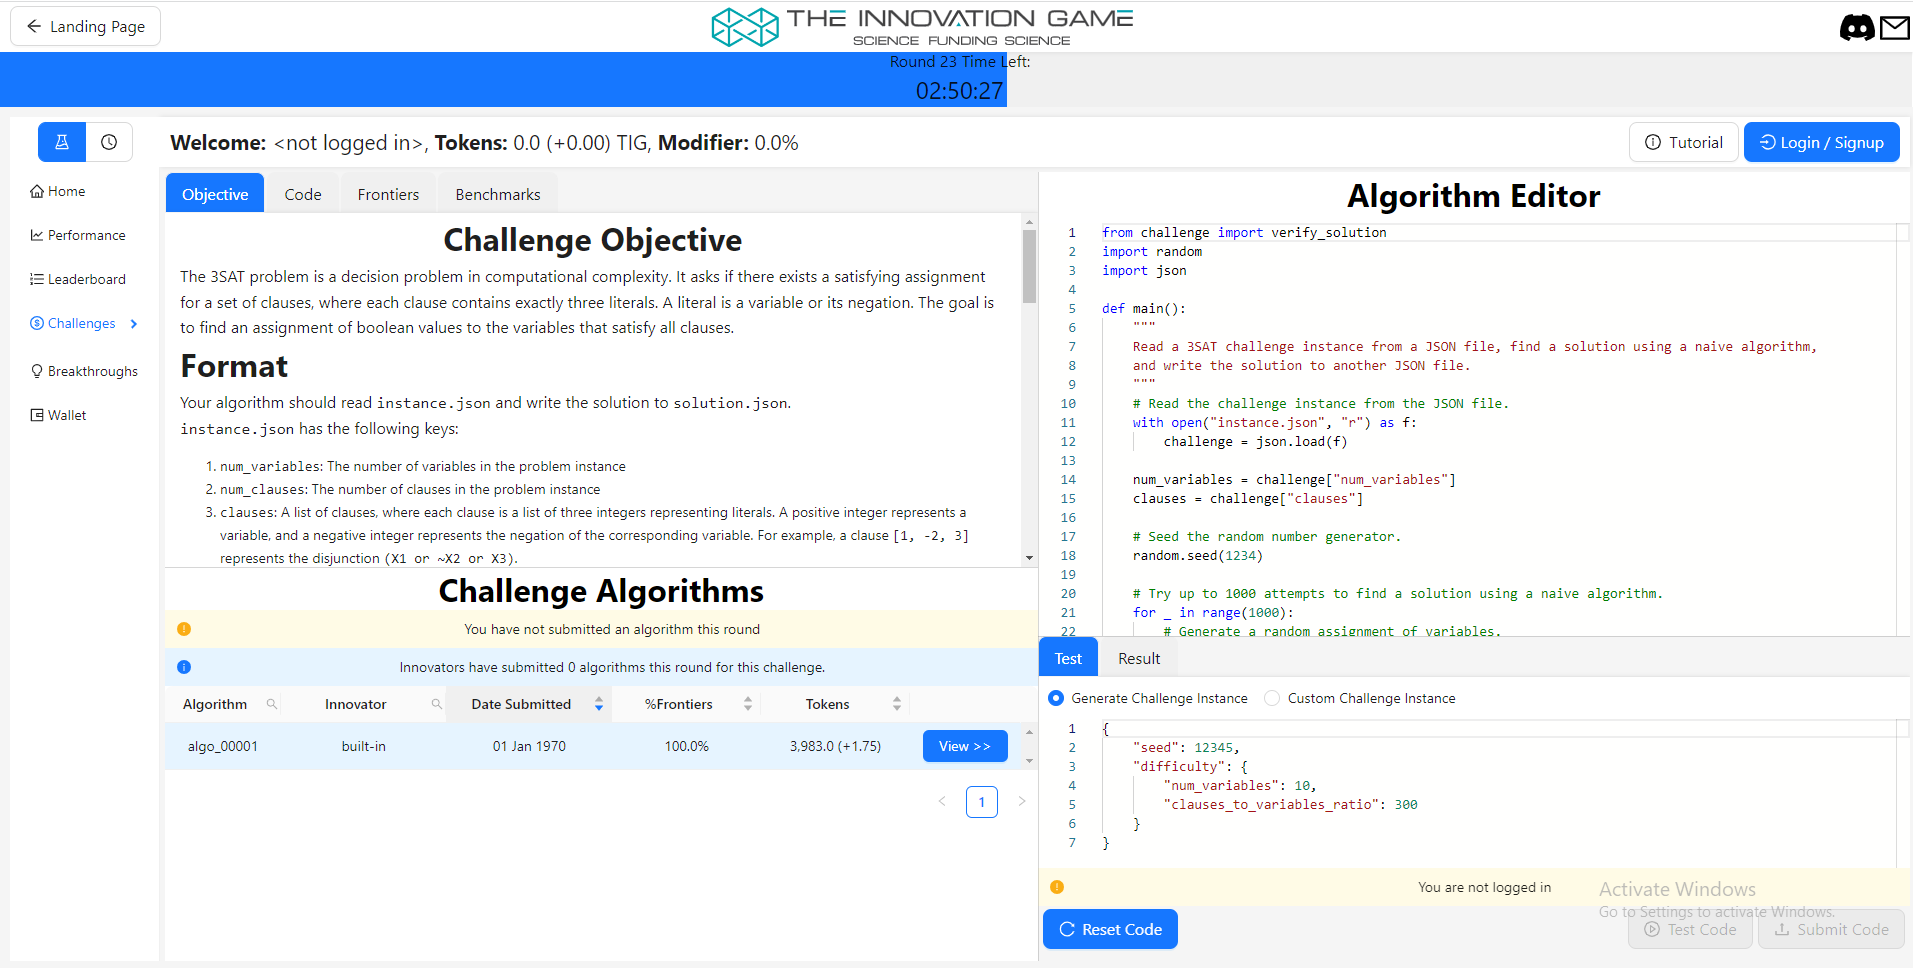 Landing Page
THE INNOVATION GAME
SCIENCE FUNDING SCIENCE
Round 23 Time Left:
02:50:27
Welcome: <not logged in>, Tokens: 0.0 (+0.00) TIG, Modifier: 0.0%
Tutorial
Login / Signup
Home
Performance
Leaderboard
Challenges
Breakthroughs
Wallet
Objective
Code
Frontiers
Benchmarks
Challenge Objective
The 3SAT problem is a decision problem in computational complexity. It asks if there exists a satisfying assignment
for a set of clauses, where each clause contains exactly three literals. A literal is a variable or its negation. The goal is
to find an assignment of boolean values to the variables that satisfy all clauses.
Format
Your algorithm should read instance.json and write the solution to solution.json.
instance.json has the following keys:
1. num_variables: The number of variables in the problem instance
2. num_clauses: The number of clauses in the problem instance
3. clauses: A list of clauses, where each clause is a list of three integers representing literals. A positive integer represents a
variable, and a negative integer represents the negation of the corresponding variable. For example, a clause [1, -2, 3]
represents the disjunction (X1 or ~X2 or X3).
Challenge Algorithms
You have not submitted an algorithm this round
Innovators have submitted 0 algorithms this round for this challenge.
Algorithm Innovator Date Submitted %Frontiers Tokens
algo_00001 built-in 01 Jan 1970 100.0% 3,983.0 (+1.75) View >>
1
Algorithm Editor
1 from challenge import verify_solution
2 import random
3 import json
4
5 def main():
6 """
7 Read a 3SAT challenge instance from a JSON file, find a solution using a naive algorithm,
8 and write the solution to another JSON file.
9 """
10 # Read the challenge instance from the JSON file.
11 with open("instance.json", "r") as f:
12 challenge = json.load(f)
13
14 num_variables = challenge["num_variables"]
15 clauses = challenge["clauses"]
16
17 # Seed the random number generator.
18 random.seed(1234)
19
20 # Try up to 1000 attempts to find a solution using a naive algorithm.
21 for _ in range(1000):
22 # Generate a random assignment of variables.
Test
Result
Generate Challenge Instance
Custom Challenge Instance
1 {
2 "seed": 12345,
3 "difficulty": {
4 "num_variables": 10,
5 "clauses_to_variables_ratio": 300
6 }
7 }
You are not logged in
Activate Windows
Go to Settings to activate Windows.
Reset Code
Test Code
Submit Code